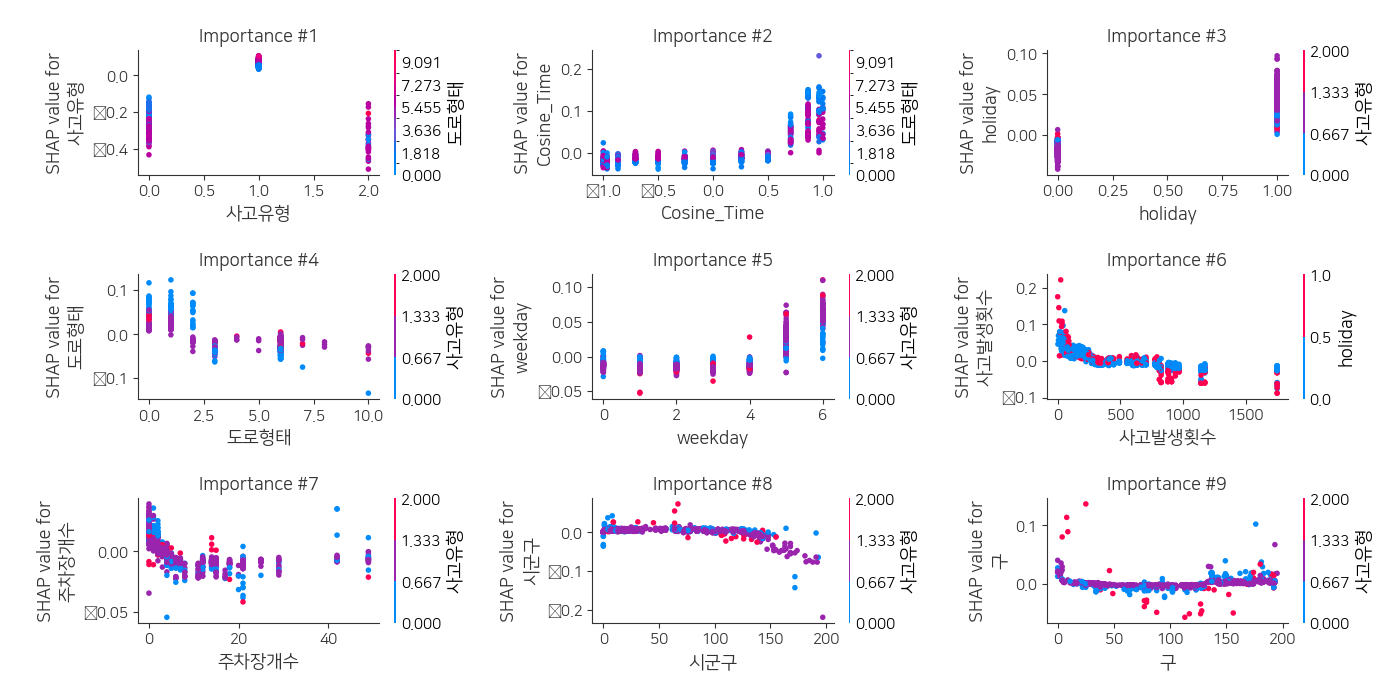 Importance #1
Importance #2
Importance #3
SHAP value for
사고유형
0.0
☒0.2
☒0.4
0.0
0.5
1.0
1.5
2.0
사고유형
9.091
7.273
5.455
3.636
1.818
0.000
도로형태
SHAP value for
Cosine_Time
0.2
0.1
0.0
☒1.0
☒0.5
0.0
0.5
1.0
Cosine_Time
9.091
7.273
5.455
3.636
1.818
0.000
도로형태
SHAP value for
holiday
0.10
0.05
0.00
0.00
0.25
0.50
0.75
1.00
holiday
2.000
1.333
0.667
0.000
사고유형
Importance #4
Importance #5
Importance #6
SHAP value for
도로형태
0.1
0.0
☒0.1
0.0
2.5
5.0
7.5
10.0
도로형태
2.000
1.333
0.667
0.000
사고유형
SHAP value for
weekday
0.10
0.05
0.00
☒0.05
0
2
4
6
weekday
2.000
1.333
0.667
0.000
사고유형
SHAP value for
사고발생횟수
0.2
0.1
0.0
☒0.1
0
500
1000
1500
사고발생횟수
1.0
0.5
0.0
holiday
Importance #7
Importance #8
Importance #9
SHAP value for
주차장개수
0.00
☒0.05
0
20
40
주차장개수
2.000
1.333
0.667
0.000
사고유형
SHAP value for
시군구
0.0
☒0.1
☒0.2
0
50
100
150
200
시군구
2.000
1.333
0.667
0.000
사고유형
SHAP value for
구
0.1
0.0
0
50
100
150
200
구
2.000
1.333
0.667
0.000
사고유형